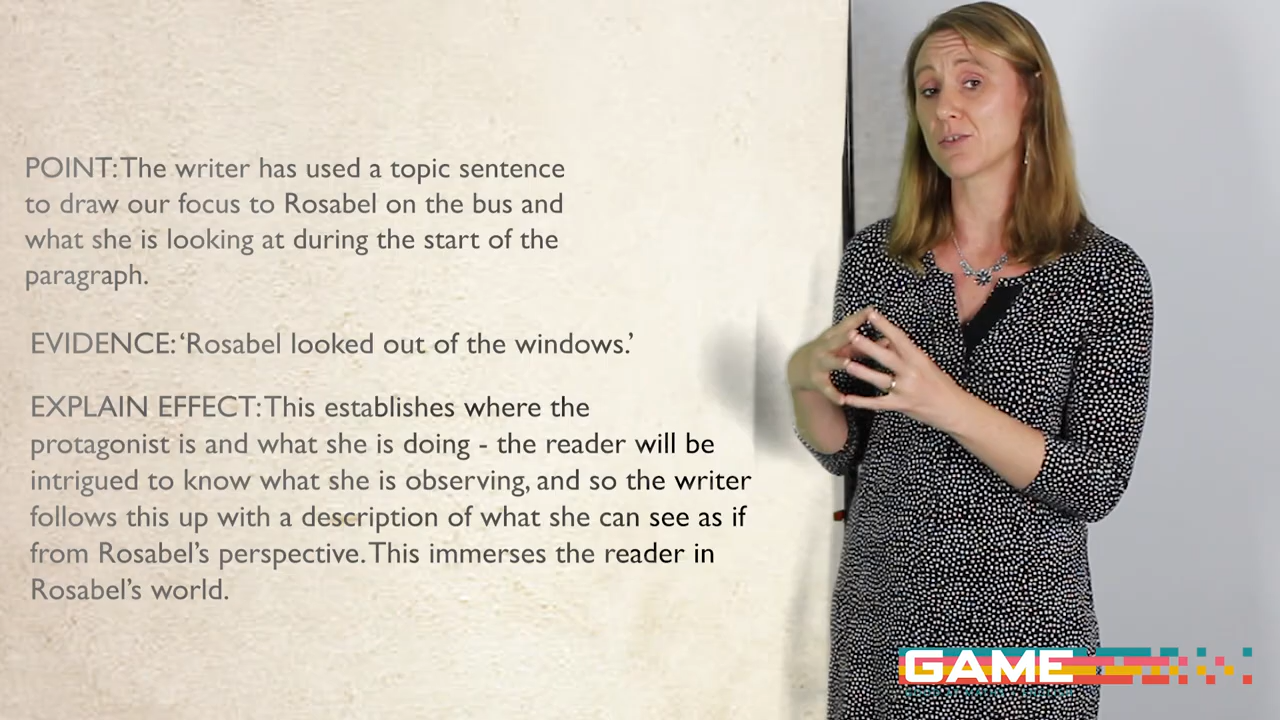 POINT: The writer has used a topic sentence
to draw our focus to Rosabel on the bus and
what she is looking at during the start of the
paragraph.
EVIDENCE: ‘Rosabel looked out of the windows.’
EXPLAIN EFFECT: This establishes where the
protagonist is and what she is doing - the reader will be
intrigued to know what she is observing, and so the writer
follows this up with a description of what she can see as if
from Rosabel’s perspective. This immerses the reader in
Rosabel’s world.
GAME